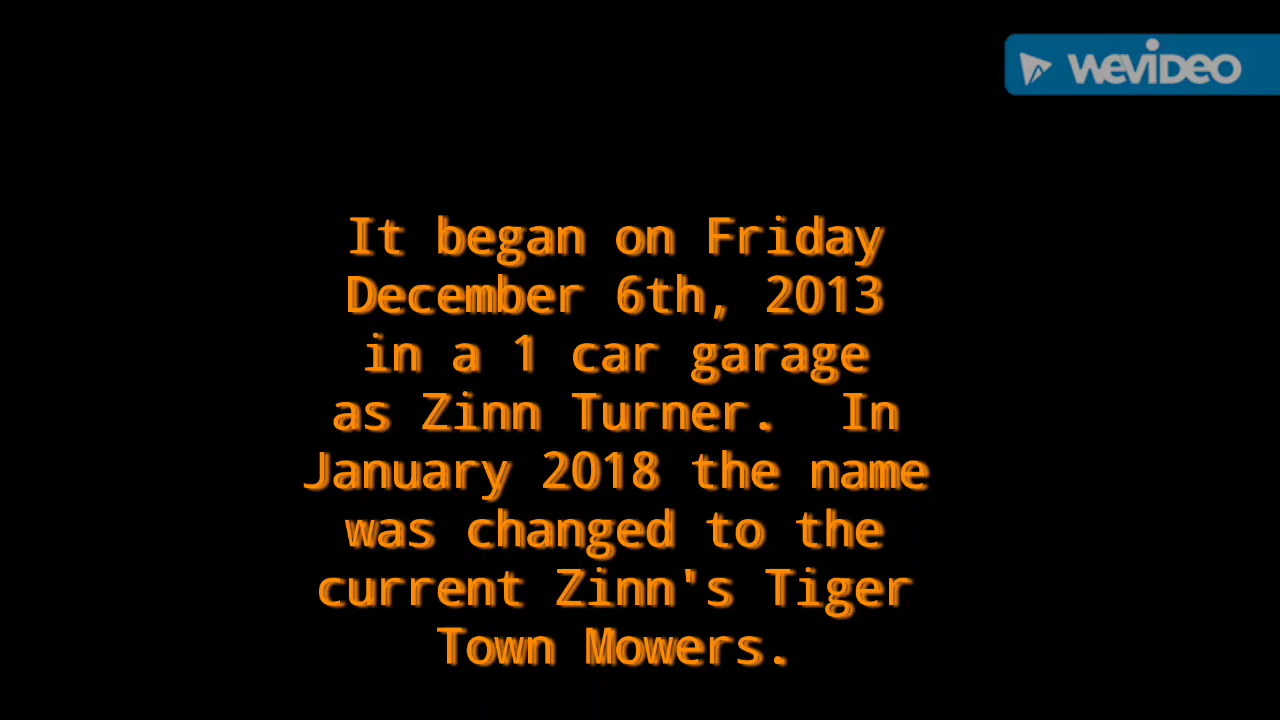 WEVIDEO
It began on Friday
December 6th, 2013
in a 1 car garage
as Zinn Turner.  In
January 2018 the name
was changed to the
current Zinn's Tiger
Town Mowers.